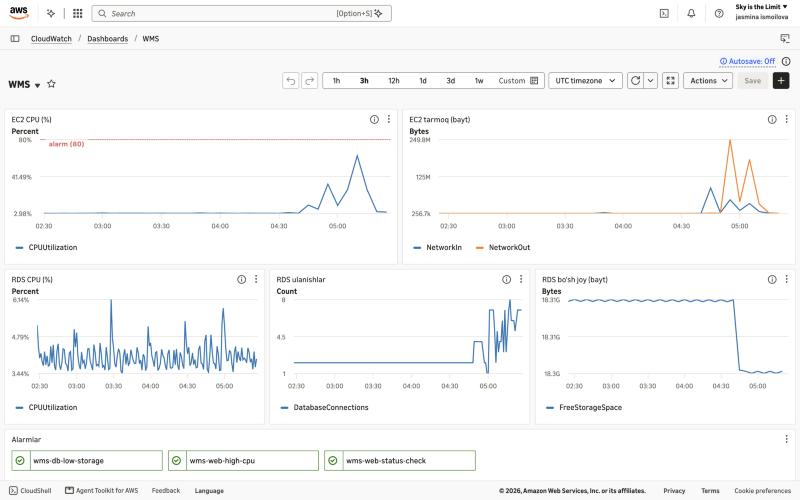 aws
Search
[Option+S]
Sky is the Limit ▼
jasmina ismoilova
CloudWatch / Dashboards / WMS
Autosave: Off
WMS
1h 3h 12h 1d 3d 1w Custom
UTC timezone
Actions
Save
EC2 CPU (%)
Percent
80%
alarm (80)
41.49%
2.98%
02:30 03:00 03:30 04:00 04:30 05:00
CPUUtilization
EC2 tarmoq (bayt)
Bytes
249.8M
125M
256.7k
02:30 03:00 03:30 04:00 04:30 05:00
NetworkIn NetworkOut
RDS CPU (%)
Percent
6.14%
4.79%
3.44%
02:30 03:00 03:30 04:00 04:30 05:00
CPUUtilization
RDS ulanishlar
Count
8
4.5
1
02:30 03:00 03:30 04:00 04:30 05:00
DatabaseConnections
RDS bo'sh joy (bayt)
Bytes
18.31G
18.31G
18.3G
02:30 03:00 03:30 04:00 04:30 05:00
FreeStorageSpace
Alarmlar
wms-db-low-storage
wms-web-high-cpu
wms-web-status-check
CloudShell
Agent Toolkit for AWS
Feedback
Language
© 2026, Amazon Web Services, Inc. or its affiliates.
Privacy
Terms
Cookie preferences